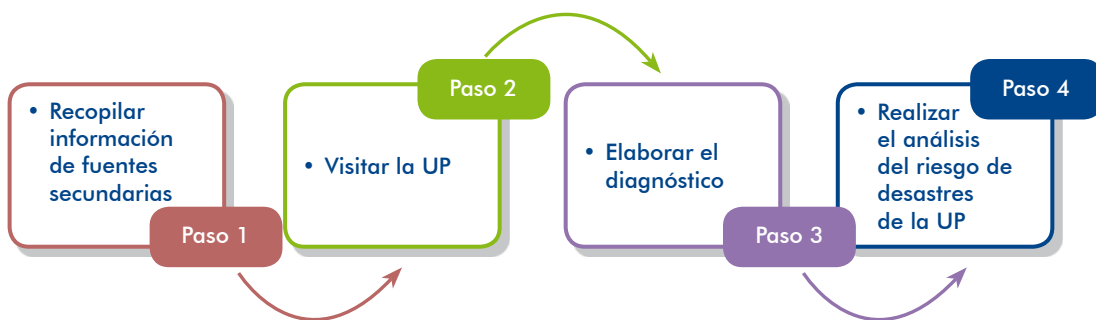 • Recopilar
información
de fuentes
secundarias
Paso 1
Paso 2
• Visitar la UP
• Elaborar el
diagnóstico
Paso 3
Paso 4
• Realizar
el análisis
del riesgo de
desastres
de la UP